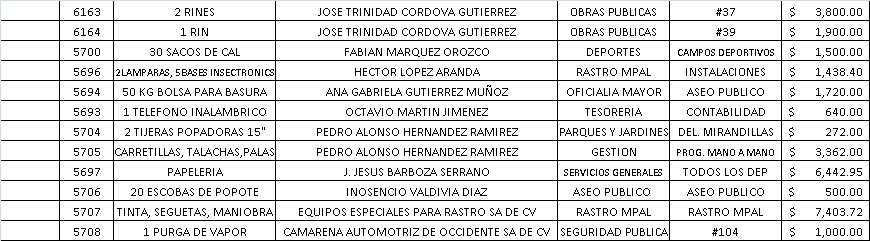 6163 2 RINES JOSE TRINIDAD CORDOVA GUTIERREZ OBRAS PUBLICAS #37 $ 3,800.00
6164 1 RIN JOSE TRINIDAD CORDOVA GUTIERREZ OBRAS PUBLICAS #39 $ 1,900.00
5700 30 SACOS DE CAL FABIAN MARQUEZ OROZCO DEPORTES CAMPOS DEPORTIVOS $ 1,500.00
5696 2LAMPARAS, 5BASES INSECTRONICS HECTOR LOPEZ ARANDA RASTRO MPAL INSTALACIONES $ 1,438.40
5694 50 KG BOLSA PARA BASURA ANA GABRIELA GUTIERREZ MUÑOZ OFICIALIA MAYOR ASEO PUBLICO $ 1,720.00
5693 1 TELEFONO INALAMBRICO OCTAVIO MARTIN JIMENEZ TESORERIA CONTABILIDAD $ 640.00
5704 2 TIJERAS POPADORAS 15" PEDRO ALONSO HERNANDEZ RAMIREZ PARQUES Y JARDINES DEL. MIRANDILLAS $ 272.00
5705 CARRETILLAS, TALACHAS,PALAS PEDRO ALONSO HERNANDEZ RAMIREZ GESTION PROG. MANO A MANO $ 3,362.00
5697 PAPELERIA J. JESUS BARBOZA SERRANO SERVICIOS GENERALES TODOS LOS DEP $ 6,442.95
5706 20 ESCOBAS DE POPOTE INOSENCIO VALDIVIA DIAZ ASEO PUBLICO ASEO PUBLICO $ 500.00
5707 TINTA, SEGUETAS, MANIOBRA EQUIPOS ESPECIALES PARA RASTRO SA DE CV RASTRO MPAL RASTRO MPAL $ 7,403.72
5708 1 PURGA DE VAPOR CAMARENA AUTOMOTRIZ DE OCCIDENTE SA DE CV SEGURIDAD PUBLICA #104 $ 1,000.00